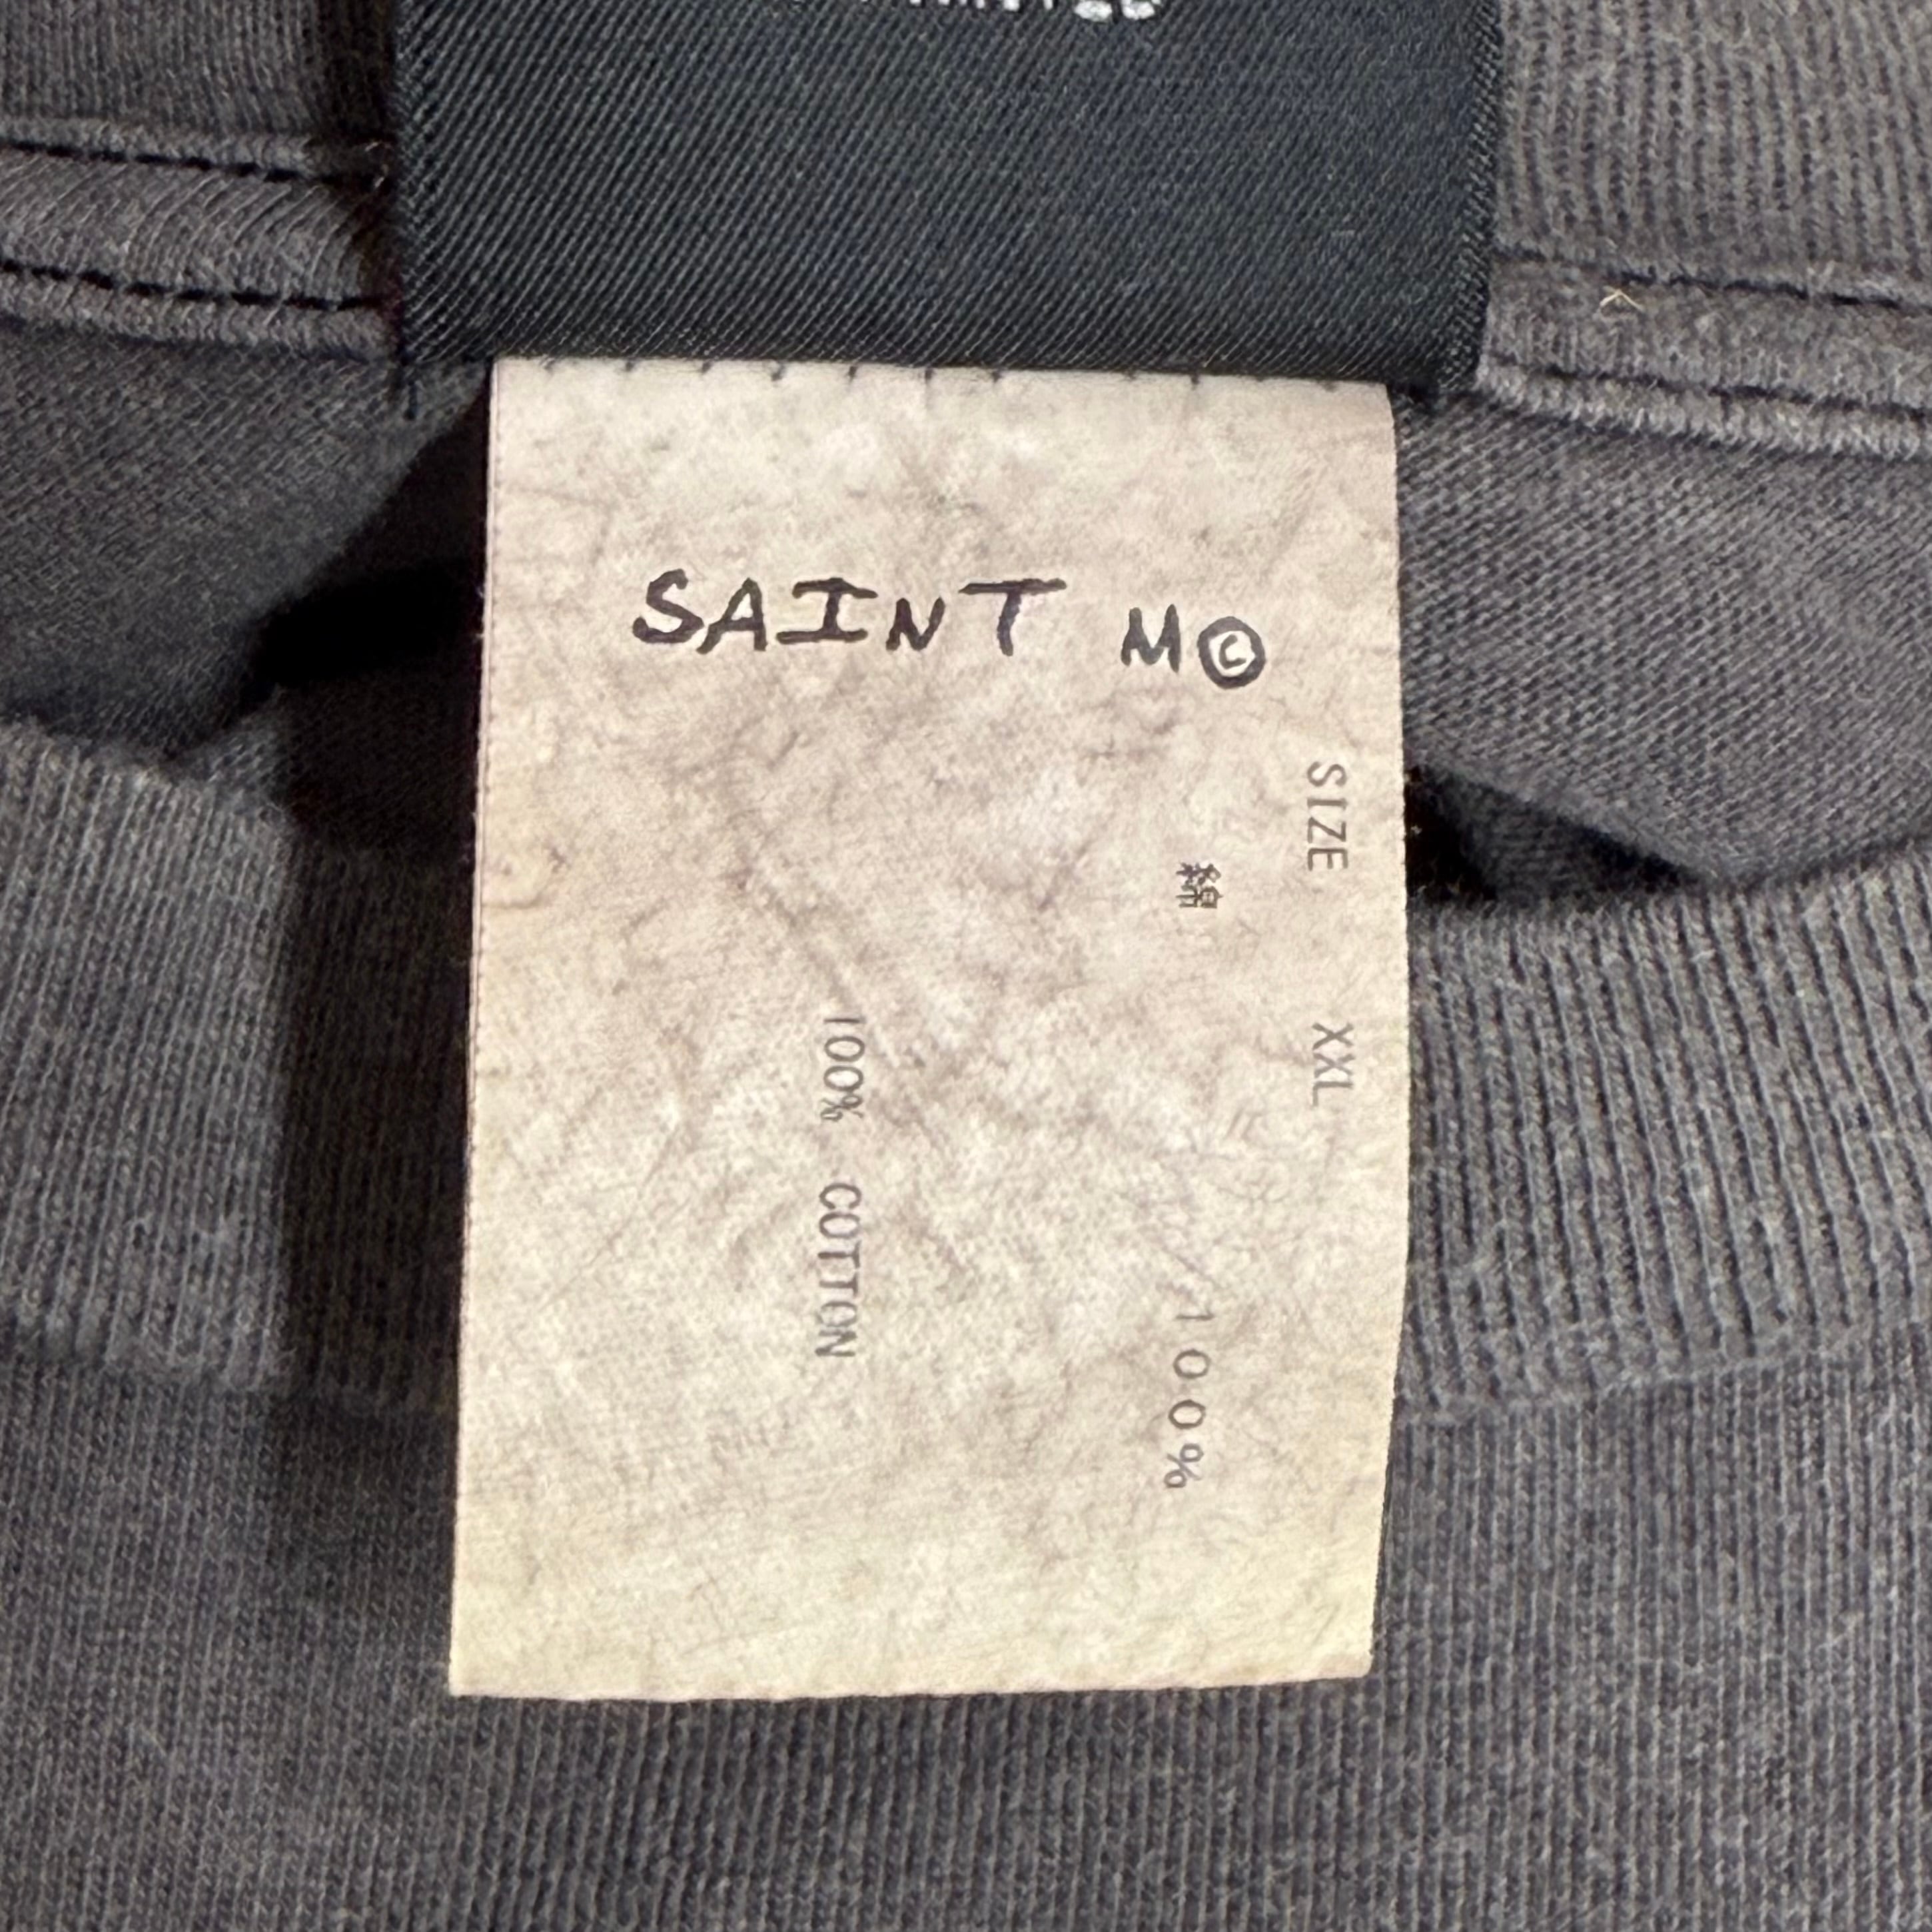 SAINT M©
SIZE XXL
綿 100%
100% COTTON